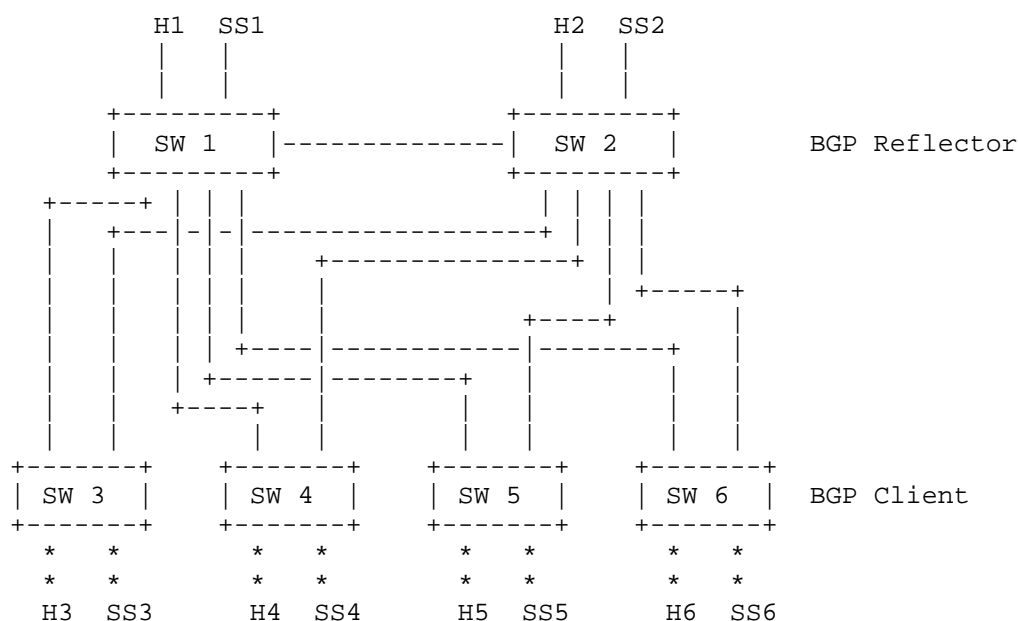 H1 SS1 H2 SS2
SW 1 SW 2 BGP Reflector
SW 3 SW 4 SW 5 SW 6 BGP Client
H3 SS3 H4 SS4 H5 SS5 H6 SS6